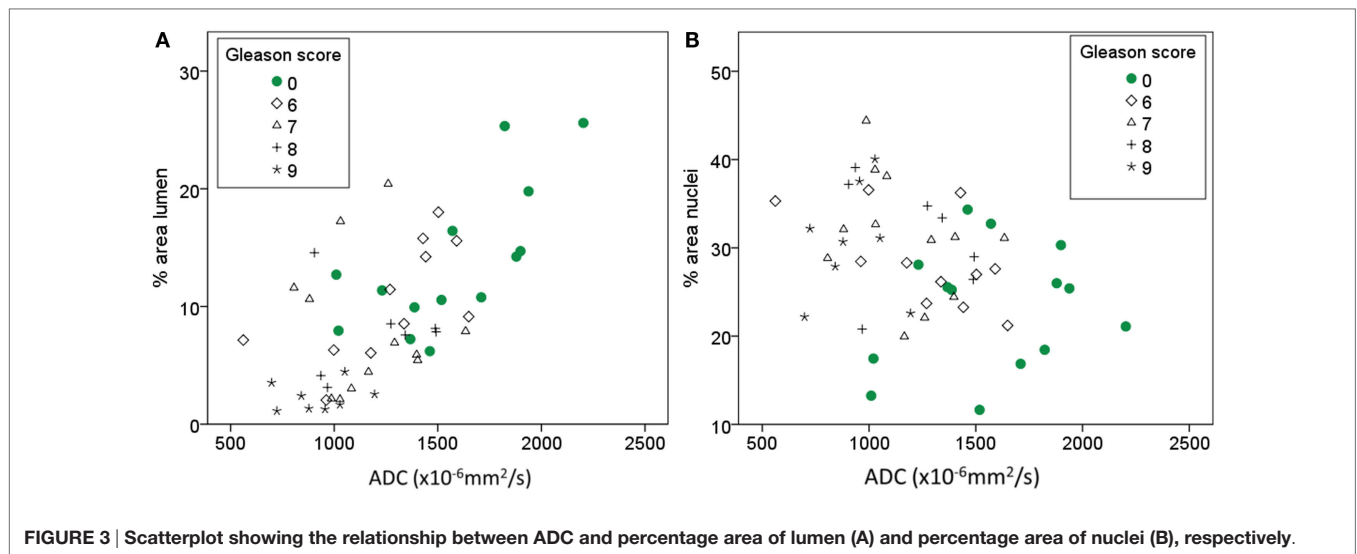 A
Gleason score
0
6
7
8
9
30
20
10
0
% area lumen
500 1000 1500 2000 2500
ADC (x10⁻⁶mm²/s)
B
Gleason score
0
6
7
8
9
50
40
30
20
10
% area nuclei
500 1000 1500 2000 2500
ADC (x10⁻⁶mm²/s)
FIGURE 3 | Scatterplot showing the relationship between ADC and percentage area of lumen (A) and percentage area of nuclei (B), respectively.